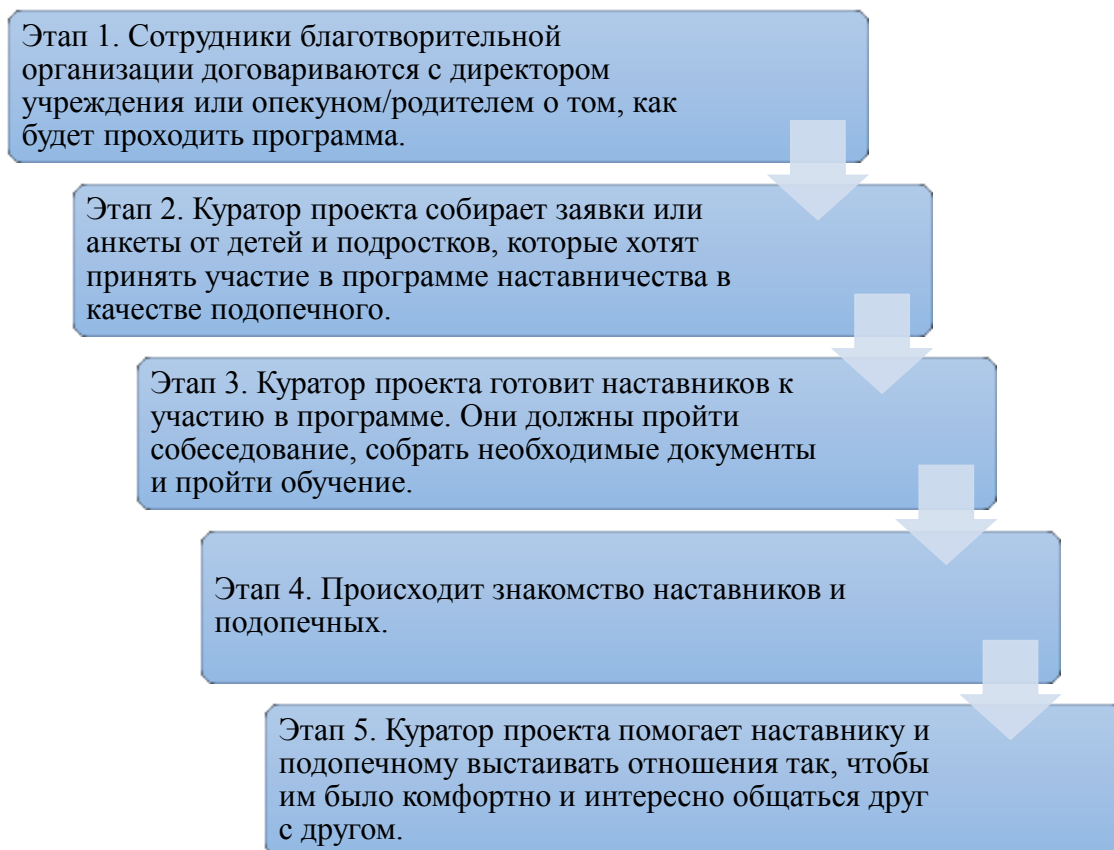 Этап 1. Сотрудники благотворительной
организации договариваются с директором
учреждения или опекуном/родителем о том, как
будет проходить программа.
Этап 2. Куратор проекта собирает заявки или
анкеты от детей и подростков, которые хотят
принять участие в программе наставничества в
качестве подопечного.
Этап 3. Куратор проекта готовит наставников к
участию в программе. Они должны пройти
собеседование, собрать необходимые документы
и пройти обучение.
Этап 4. Происходит знакомство наставников и
подопечных.
Этап 5. Куратор проекта помогает наставнику и
подопечному выстаивать отношения так, чтобы
им было комфортно и интересно общаться друг
с другом.